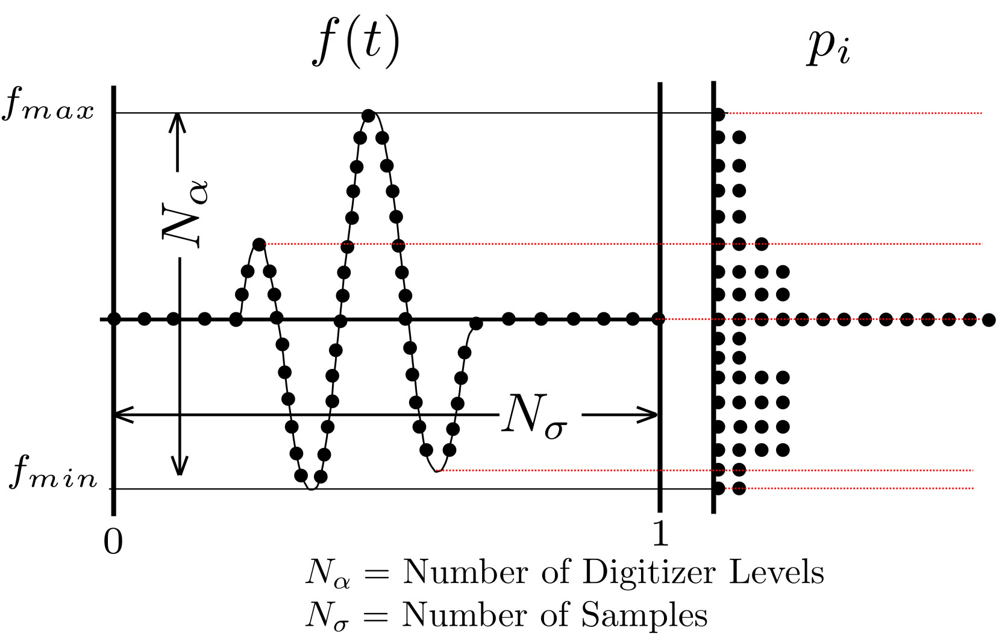 f(t)
p_i
f_max
N_α
N_σ
f_min
0
1
N_α = Number of Digitizer Levels
N_σ = Number of Samples